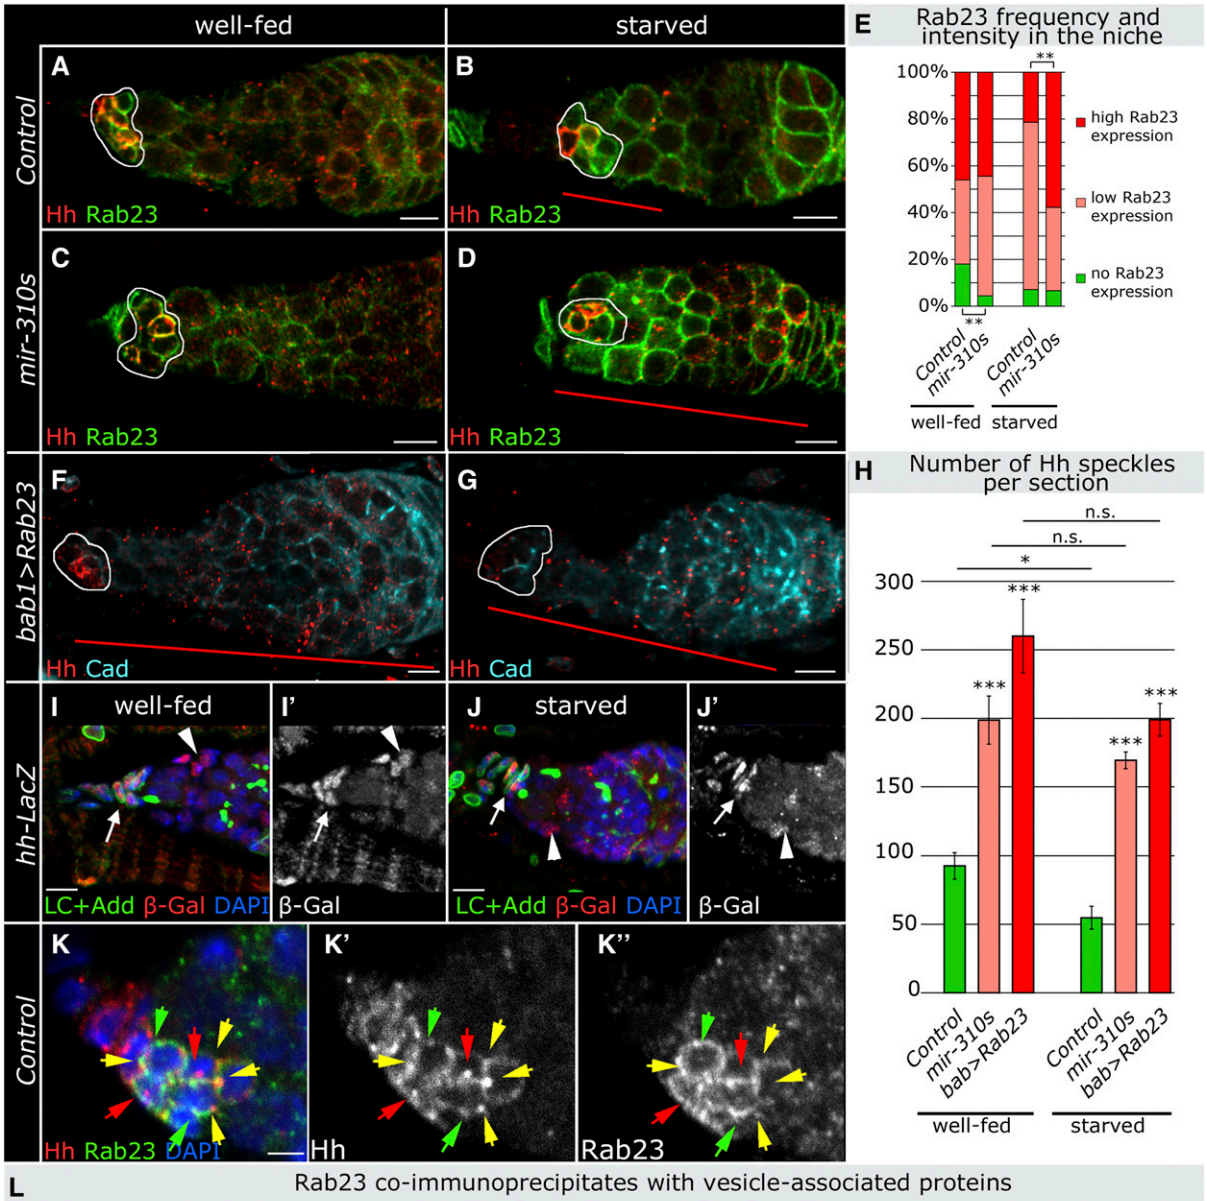 well-fed
starved
Control
A
Hh Rab23
B
Hh Rab23
mir-310s
C
Hh Rab23
D
Hh Rab23
E
Rab23 frequency and
intensity in the niche
**
100%
80%
60%
40%
20%
0%
high Rab23
expression
low Rab23
expression
no Rab23
expression
**
Control
mir-310s
Control
mir-310s
well-fed
starved
bab1>Rab23
F
Hh Cad
G
Hh Cad
H
Number of Hh speckles
per section
n.s.
n.s.
*
300
250
200
150
100
50
0
***
***
***
***
Control
mir-310s
bab>Rab23
Control
mir-310s
bab>Rab23
well-fed
starved
hh-LacZ
I
well-fed
LC+Add β-Gal DAPI
I'
β-Gal
J
starved
LC+Add β-Gal DAPI
J'
β-Gal
Control
K
Hh Rab23 DAPI
K'
Hh
K''
Rab23
L
Rab23 co-immunoprecipitates with vesicle-associated proteins